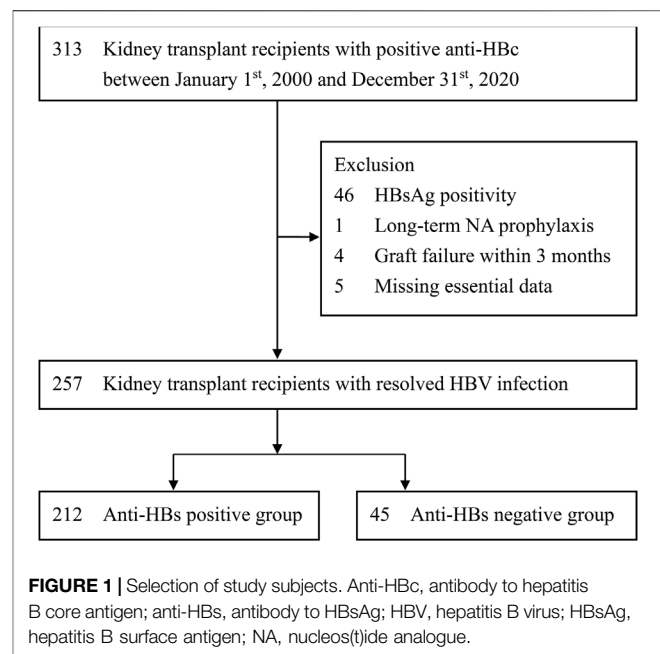 313 Kidney transplant recipients with positive anti-HBc
between January 1st, 2000 and December 31st, 2020
Exclusion
46 HBsAg positivity
1 Long-term NA prophylaxis
4 Graft failure within 3 months
5 Missing essential data
257 Kidney transplant recipients with resolved HBV infection
212 Anti-HBs positive group
45 Anti-HBs negative group
FIGURE 1 | Selection of study subjects. Anti-HBc, antibody to hepatitis
B core antigen; anti-HBs, antibody to HBsAg; HBV, hepatitis B virus; HBsAg,
hepatitis B surface antigen; NA, nucleos(t)ide analogue.